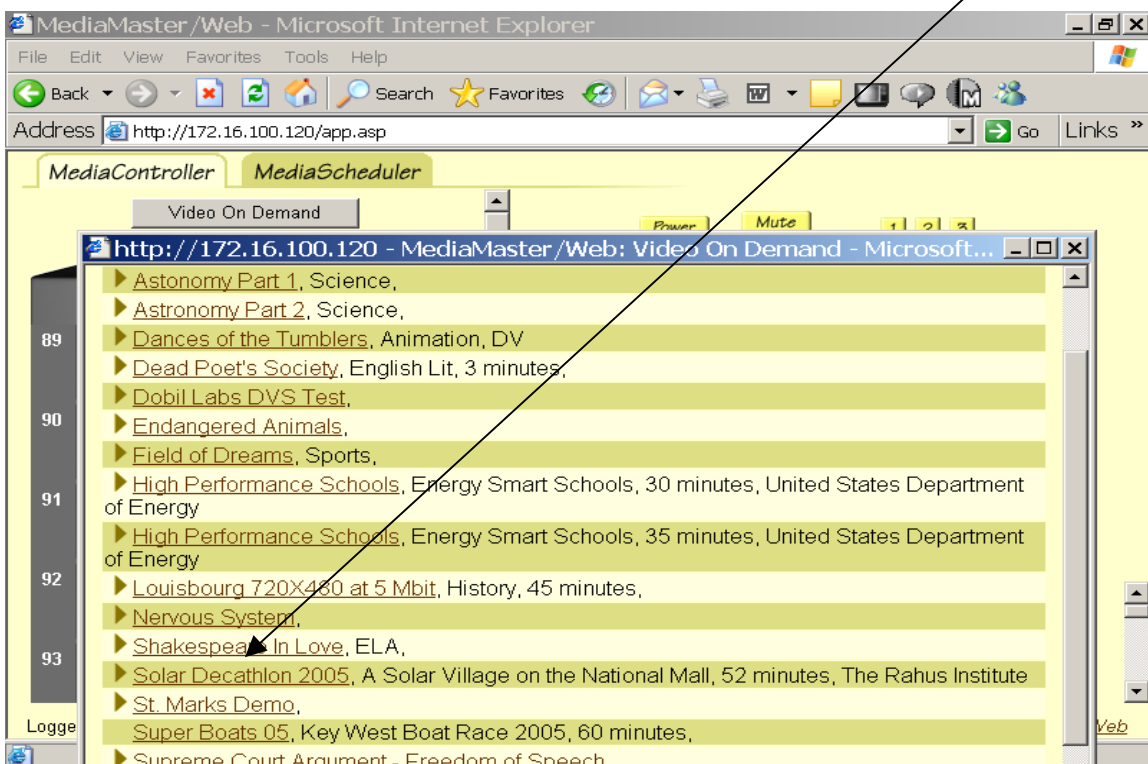 MediaMaster/Web - Microsoft Internet Explorer
File Edit View Favorites Tools Help
Back Search Favorites
Address http://172.16.100.120/app.asp Go Links »
MediaController MediaScheduler
Video On Demand
Power Mute 1 2 3
http://172.16.100.120 - MediaMaster/Web: Video On Demand - Microsoft...
Astonomy Part 1, Science,
Astronomy Part 2, Science,
89 Dances of the Tumblers, Animation, DV
Dead Poet's Society, English Lit, 3 minutes,
Dobil Labs DVS Test,
90 Endangered Animals,
Field of Dreams, Sports,
91 High Performance Schools, Energy Smart Schools, 30 minutes, United States Department
of Energy
High Performance Schools, Energy Smart Schools, 35 minutes, United States Department
of Energy
92 Louisbourg 720X480 at 5 Mbit, History, 45 minutes,
Nervous System,
93 Shakespeare In Love, ELA,
Solar Decathlon 2005, A Solar Village on the National Mall, 52 minutes, The Rahus Institute
St. Marks Demo,
Logge Super Boats 05, Key West Boat Race 2005, 60 minutes, Web
Supreme Court Argument - Freedom of Speech